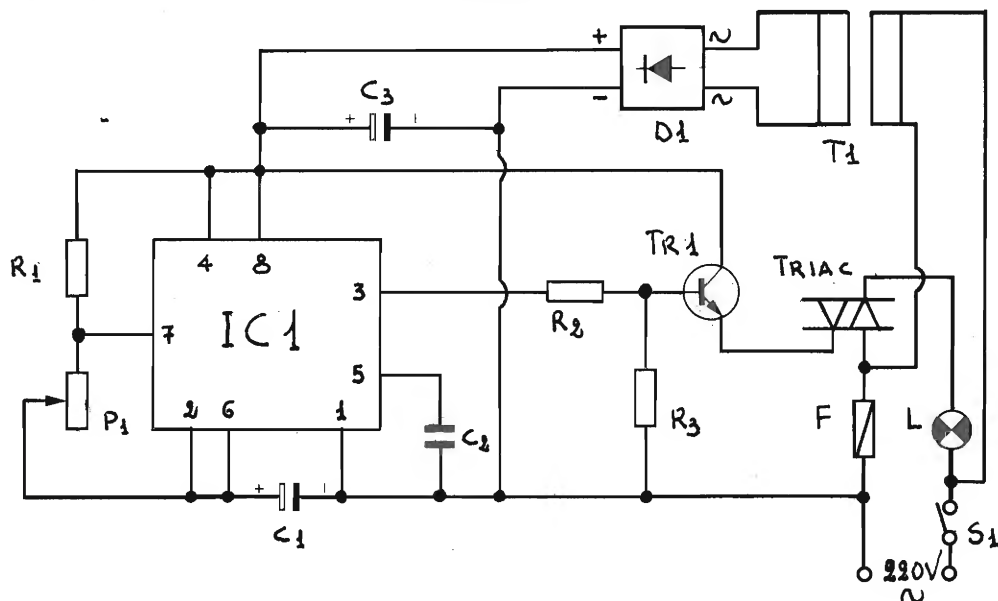 + ~
C3
+ -
- ~
D1
T1
R1
4 8
TR1
TRIAC
3
7 IC1
R2
5
P1
2 6 1
C2
R3
F
L
+ -
C1
S1
220V
~